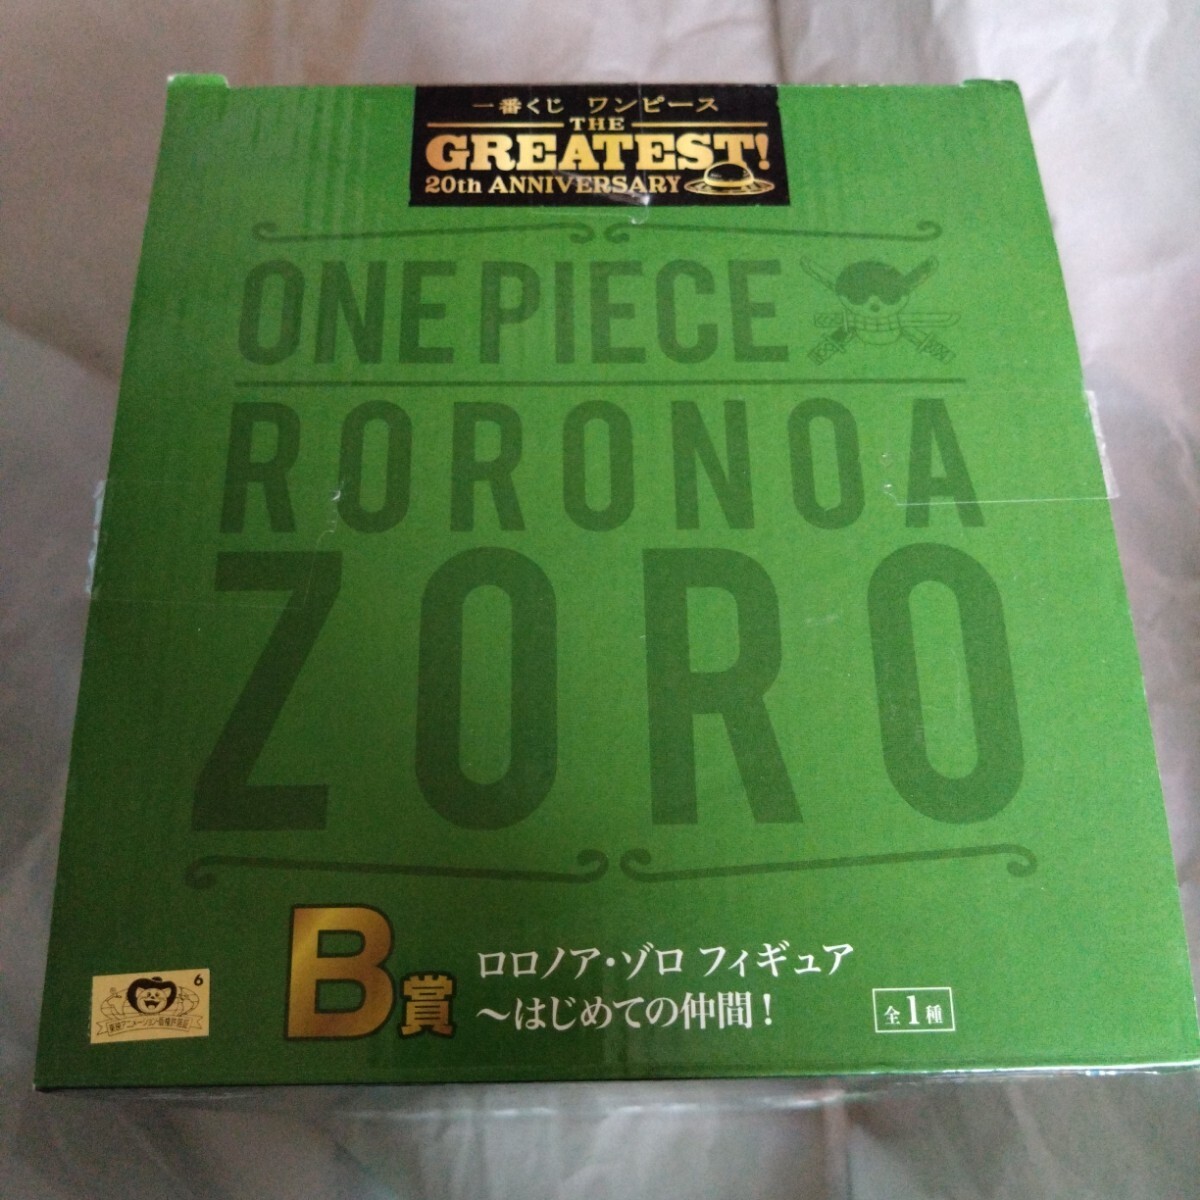 一番くじ ワンピース
THE
GREATEST!
20th ANNIVERSARY
ONE PIECE
RORONOA
ZORO
B賞
ロロノア・ゾロ フィギュア
～はじめての仲間！
全1種
6